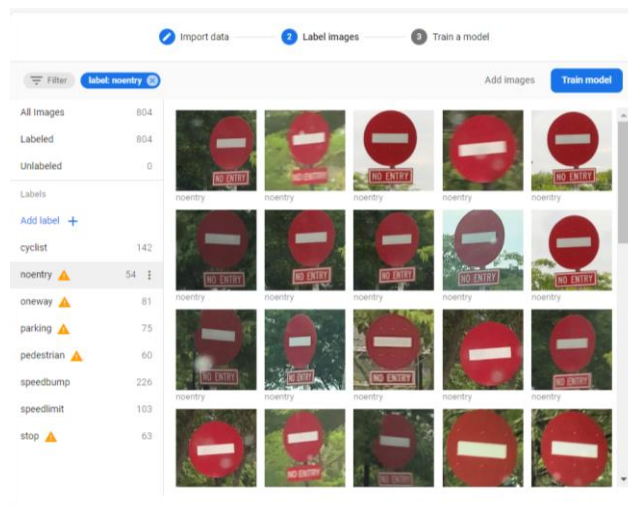 Import data 2 Label images 3 Train a model
Filter label: noentry Add images Train model
All Images 804
Labeled 804
Unlabeled 0
Labels
Add label +
cyclist 142
noentry 54
oneway 81
parking 75
pedestrian 60
speedbump 226
speedlimit 103
stop 63
NO ENTRY NO ENTRY NO ENTRY NO ENTRY
noentry noentry noentry noentry noentry
NO ENTRY NO ENTRY NO ENTRY NO ENTRY NO ENTRY
noentry noentry noentry noentry noentry
NO ENTRY NO ENTRY NO ENTRY NO ENTRY
noentry noentry noentry noentry noentry
NO ENTRY NO ENTRY